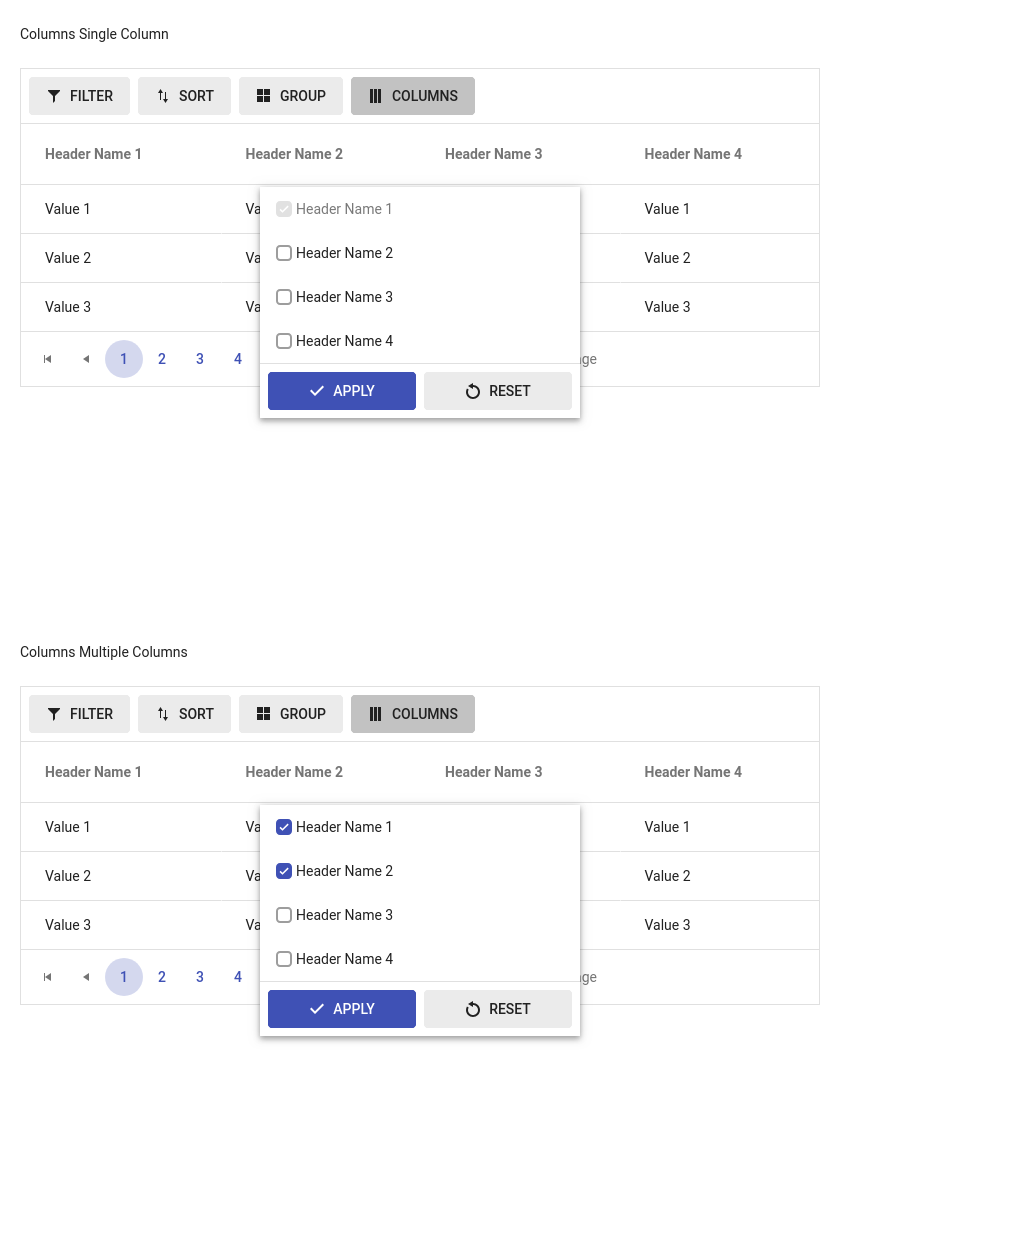 Columns Single Column
FILTER SORT GROUP COLUMNS
Header Name 1 Header Name 2 Header Name 3 Header Name 4
Value 1 Va Value 1
Header Name 1
Header Name 2
Value 2 Va Value 2
Header Name 3
Value 3 Va Value 3
Header Name 4
1 2 3 4 nge
APPLY RESET
Columns Multiple Columns
FILTER SORT GROUP COLUMNS
Header Name 1 Header Name 2 Header Name 3 Header Name 4
Value 1 Va Value 1
Header Name 1
Header Name 2
Value 2 Va Value 2
Header Name 3
Value 3 Va Value 3
Header Name 4
1 2 3 4 nge
APPLY RESET